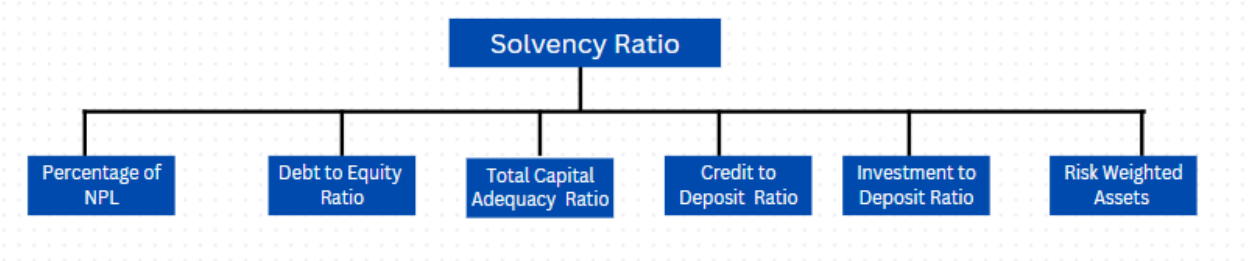 Solvency Ratio
Percentage of
NPL
Debt to Equity
Ratio
Total Capital
Adequacy Ratio
Credit to
Deposit Ratio
Investment to
Deposit Ratio
Risk Weighted
Assets